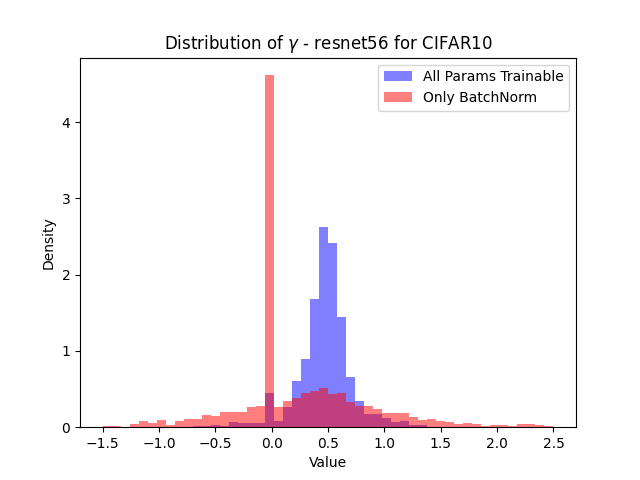 Distribution of γ - resnet56 for CIFAR10
All Params Trainable
Only BatchNorm
Density
4
3
2
1
0
−1.5 −1.0 −0.5 0.0 0.5 1.0 1.5 2.0 2.5
Value